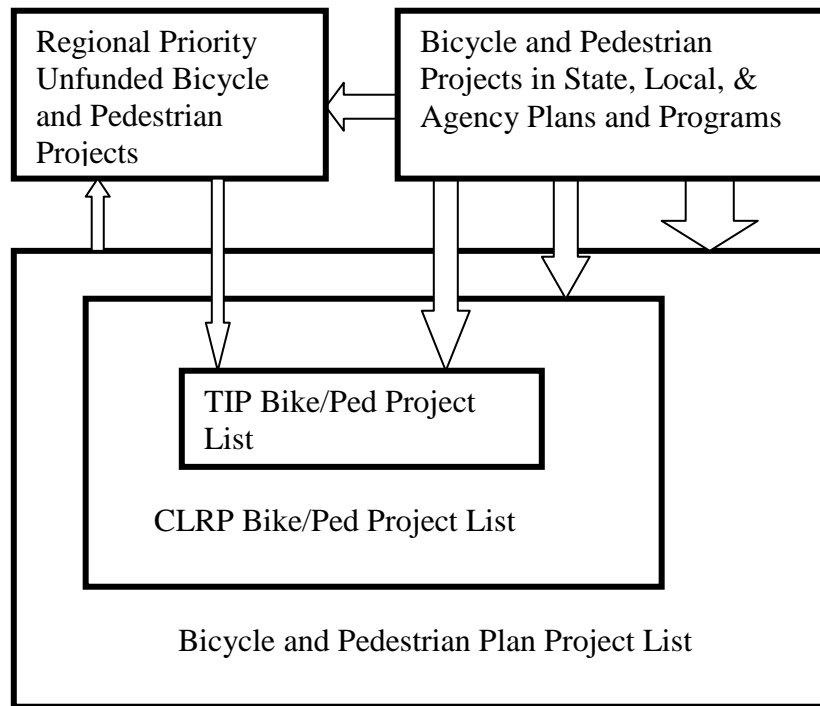 Regional Priority
Unfunded Bicycle
and Pedestrian
Projects
Bicycle and Pedestrian
Projects in State, Local, &
Agency Plans and Programs
TIP Bike/Ped Project
List
CLRP Bike/Ped Project List
Bicycle and Pedestrian Plan Project List